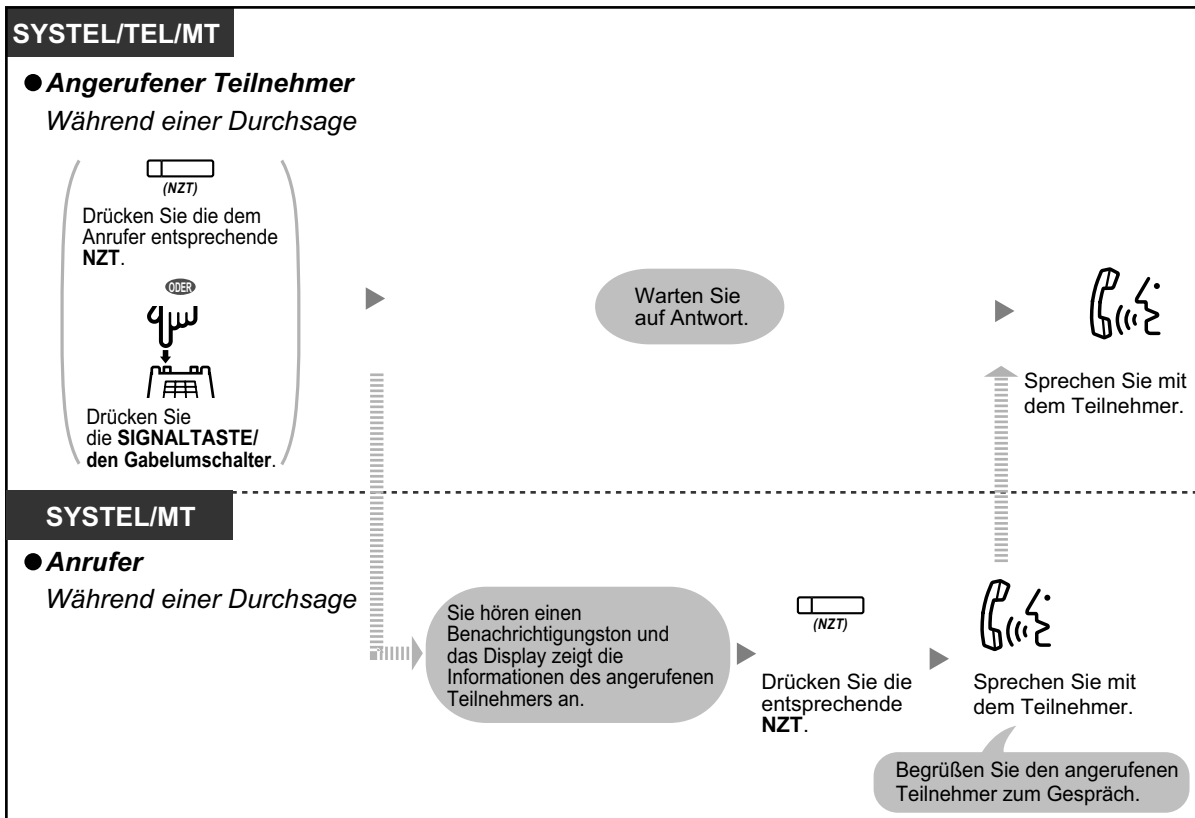 SYSTEL/TEL/MT
●Angerufener Teilnehmer
Während einer Durchsage
(NZT)
Drücken Sie die dem
Anrufer entsprechende
NZT.
ODER
Drücken Sie
die SIGNALTASTE/
den Gabelumschalter.
Warten Sie
auf Antwort.
Sprechen Sie mit
dem Teilnehmer.
SYSTEL/MT
●Anrufer
Während einer Durchsage
Sie hören einen
Benachrichtigungston und
das Display zeigt die
Informationen des angerufenen
Teilnehmers an.
(NZT)
Drücken Sie die
entsprechende
NZT.
Sprechen Sie mit
dem Teilnehmer.
Begrüßen Sie den angerufenen
Teilnehmer zum Gespräch.